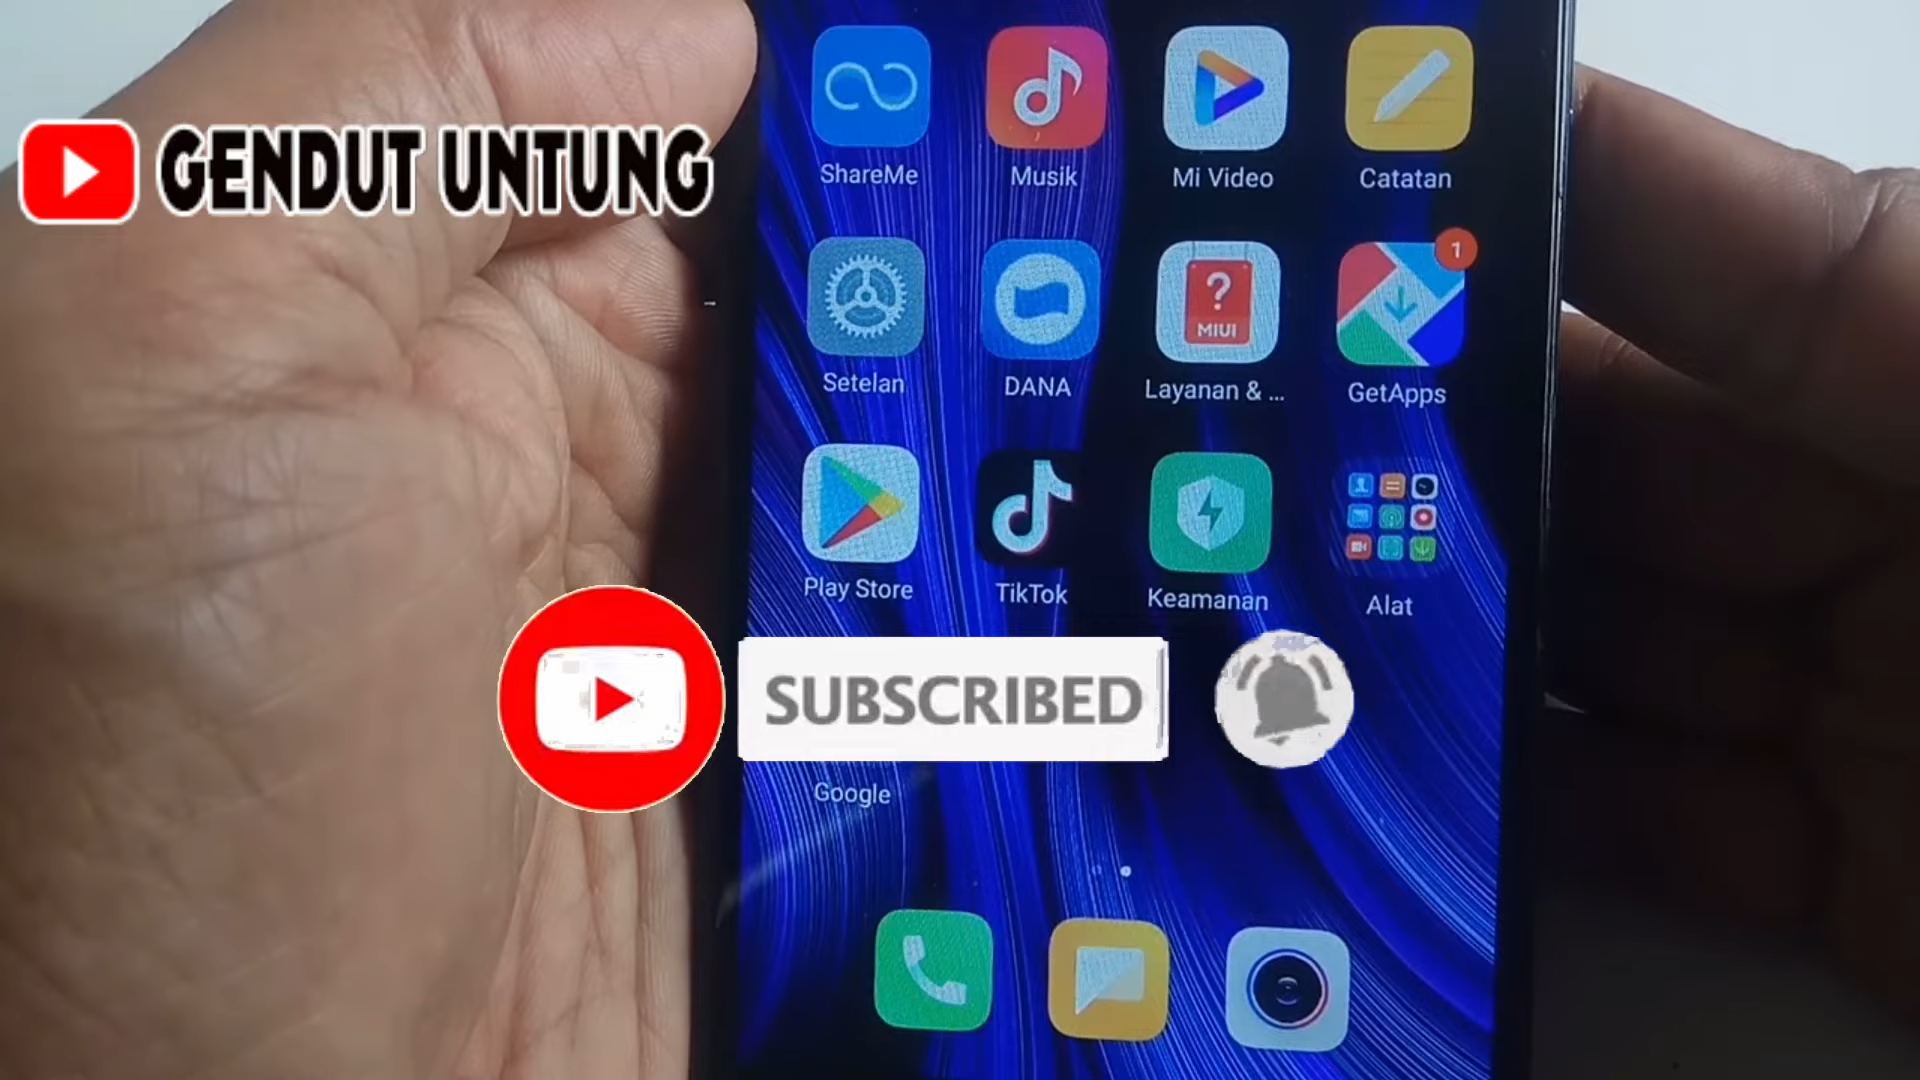 GENDUT UNTUNG
ShareMe Musik Mi Video Catatan
1
MIUI
Setelan DANA Layanan & ... GetApps
Play Store TikTok Keamanan Alat
SUBSCRIBED
Google